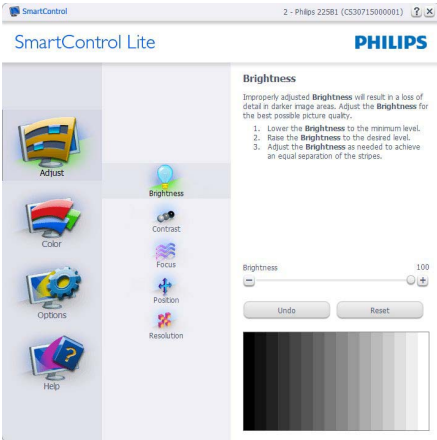 SmartControl
2 - Philips 225B1 (CS30715000001)
? ×
SmartControl Lite
PHILIPS
Adjust
Color
Options
Help
Brightness
Contrast
Focus
Position
Resolution
Brightness
Improperly adjusted Brightness will result in a loss of
detail in darker image areas. Adjust the Brightness for
the best possible picture quality.
1. Lower the Brightness to the minimum level.
2. Raise the Brightness to the desired level.
3. Adjust the Brightness as needed to achieve
an equal separation of the stripes.
Brightness 100
Undo Reset